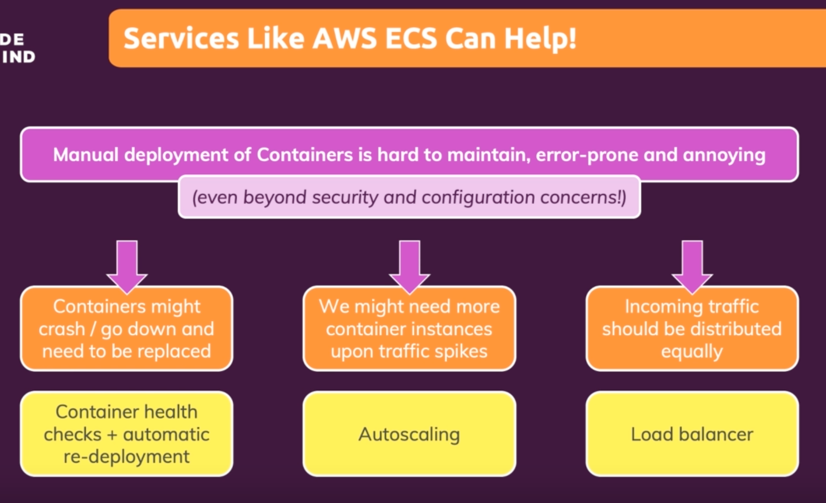 DE
IND
Services Like AWS ECS Can Help!
Manual deployment of Containers is hard to maintain, error-prone and annoying
(even beyond security and configuration concerns!)
Containers might
crash / go down and
need to be replaced
We might need more
container instances
upon traffic spikes
Incoming traffic
should be distributed
equally
Container health
checks + automatic
re-deployment
Autoscaling
Load balancer